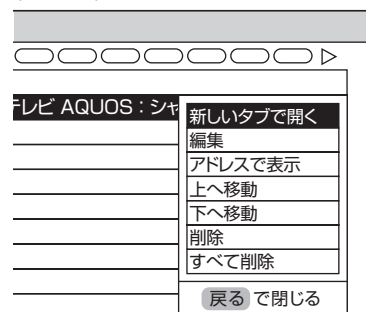 テレビ AQUOS：シャ
新しいタブで開く
編集
アドレスで表示
上へ移動
下へ移動
削除
すべて削除
戻る で閉じる